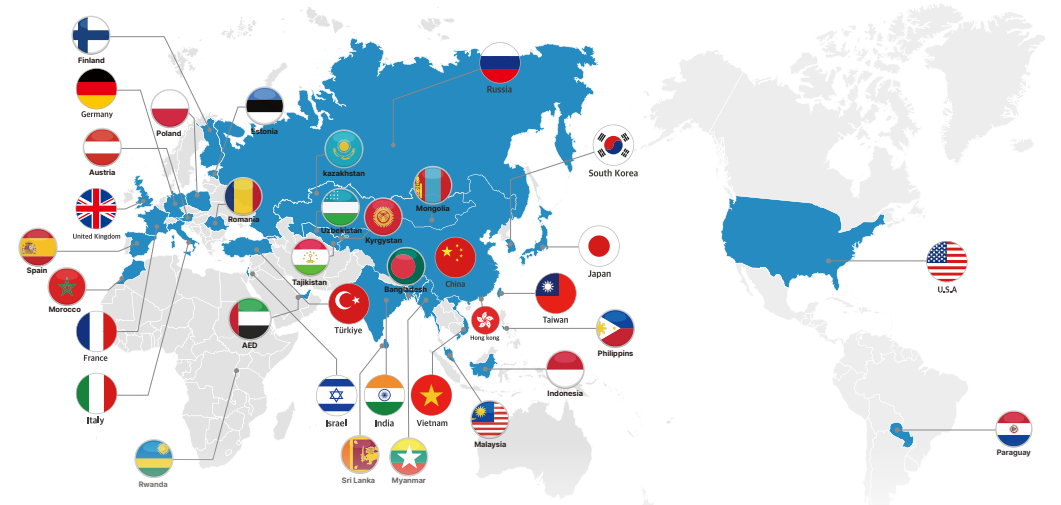 Finland
Germany
Poland
Estonia
Austria
United Kingdom
Romania
Spain
Morocco
France
Italy
Rwanda
AED
Russia
kazakhstan
Mongolia
Uzbekistan
Kyrgystan
Tajikistan
Bangladesh
China
Türkiye
Israel
India
Vietnam
Sri Lanka
Myanmar
Malaysia
Hong kong
Taiwan
Philippins
Indonesia
South Korea
Japan
U.S.A
Paraguay